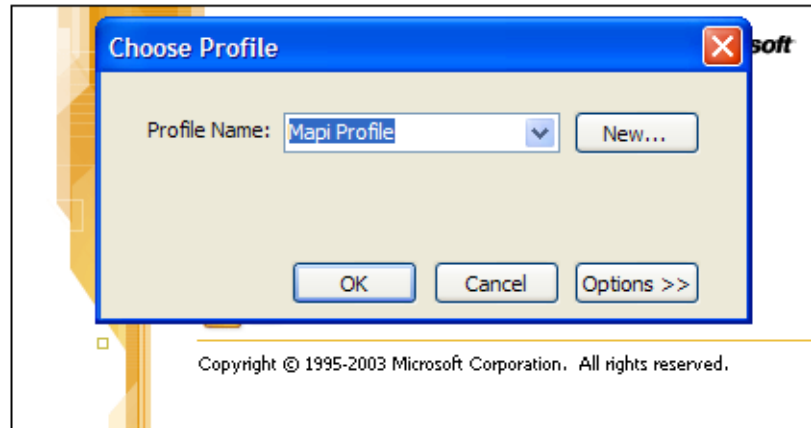 Choose Profile
soft
Profile Name: Mapi Profile New...
OK Cancel Options >>
Copyright © 1995-2003 Microsoft Corporation. All rights reserved.